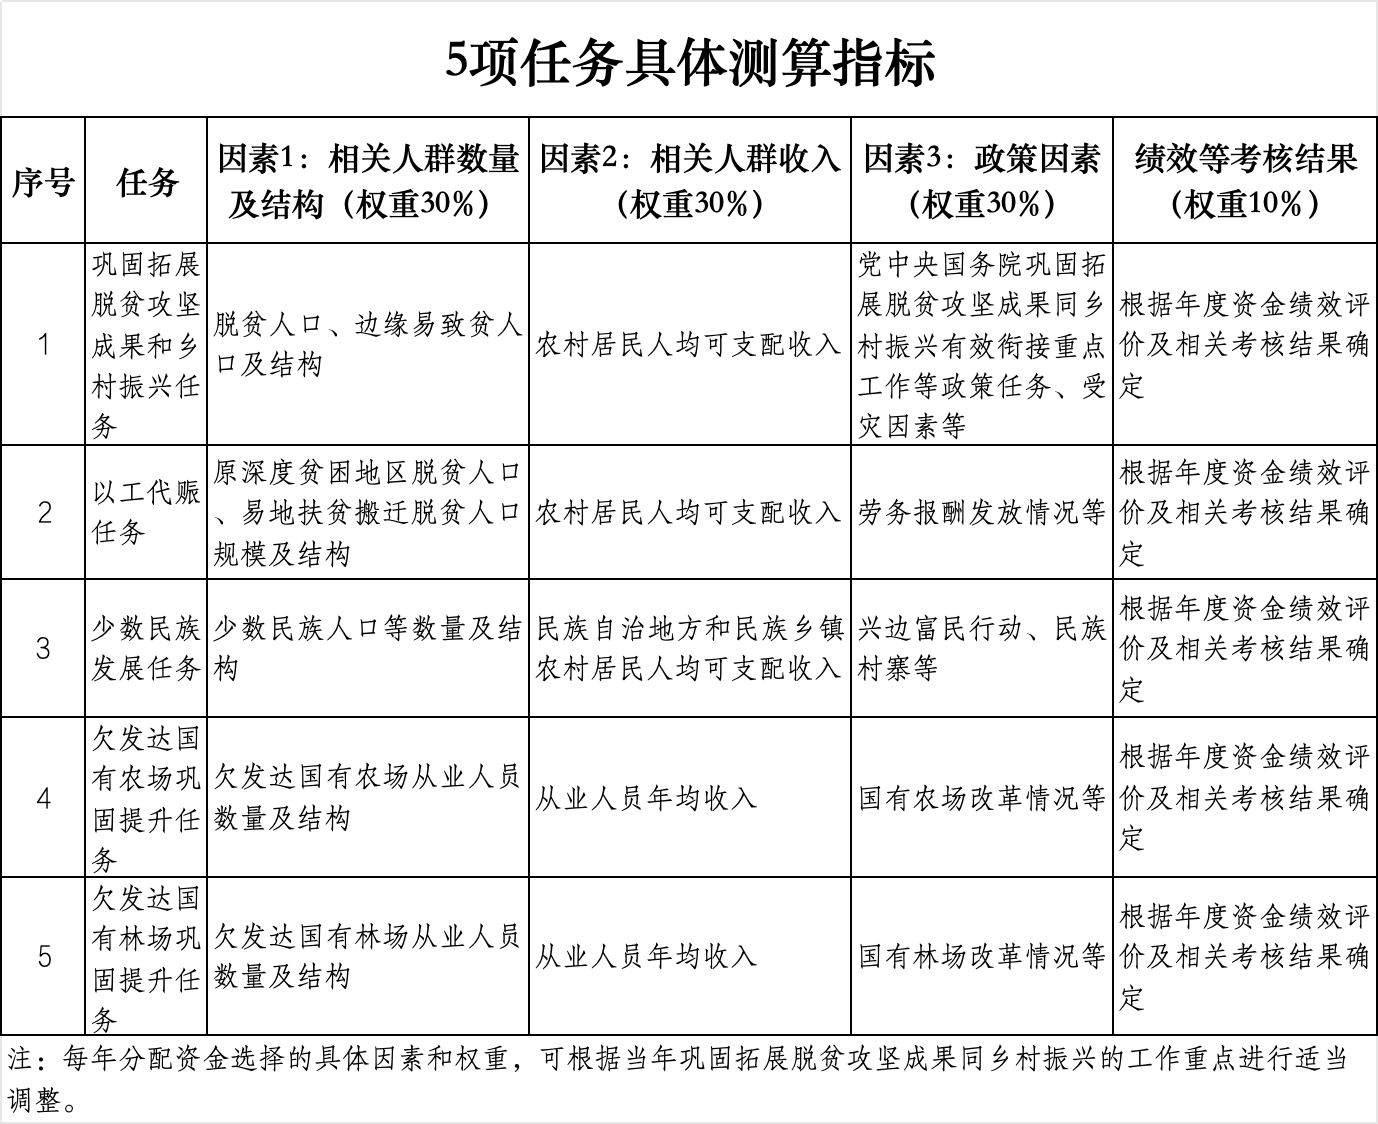 5项任务具体测算指标
序号
任务
因素1：相关人群数量
及结构（权重30%）
因素2：相关人群收入
（权重30%）
因素3：政策因素
（权重30%）
绩效等考核结果
（权重10%）
1
巩固拓展
脱贫攻坚
成果和乡
村振兴任
务
脱贫人口、边缘易致贫人
口及结构
农村居民人均可支配收入
党中央国务院巩固拓
展脱贫攻坚成果同乡
村振兴有效衔接重点
工作等政策任务、受
灾因素等
根据年度资金绩效评
价及相关考核结果确
定
2
以工代赈
任务
原深度贫困地区脱贫人口
、易地扶贫搬迁脱贫人口
规模及结构
农村居民人均可支配收入
劳务报酬发放情况等
根据年度资金绩效评
价及相关考核结果确
定
3
少数民族
发展任务
少数民族人口等数量及结
构
民族自治地方和民族乡镇
农村居民人均可支配收入
兴边富民行动、民族
村寨等
根据年度资金绩效评
价及相关考核结果确
定
4
欠发达国
有农场巩
固提升任
务
欠发达国有农场从业人员
数量及结构
从业人员年均收入
国有农场改革情况等
根据年度资金绩效评
价及相关考核结果确
定
5
欠发达国
有林场巩
固提升任
务
欠发达国有林场从业人员
数量及结构
从业人员年均收入
国有林场改革情况等
根据年度资金绩效评
价及相关考核结果确
定
注：每年分配资金选择的具体因素和权重，可根据当年巩固拓展脱贫攻坚成果同乡村振兴的工作重点进行适当
调整。